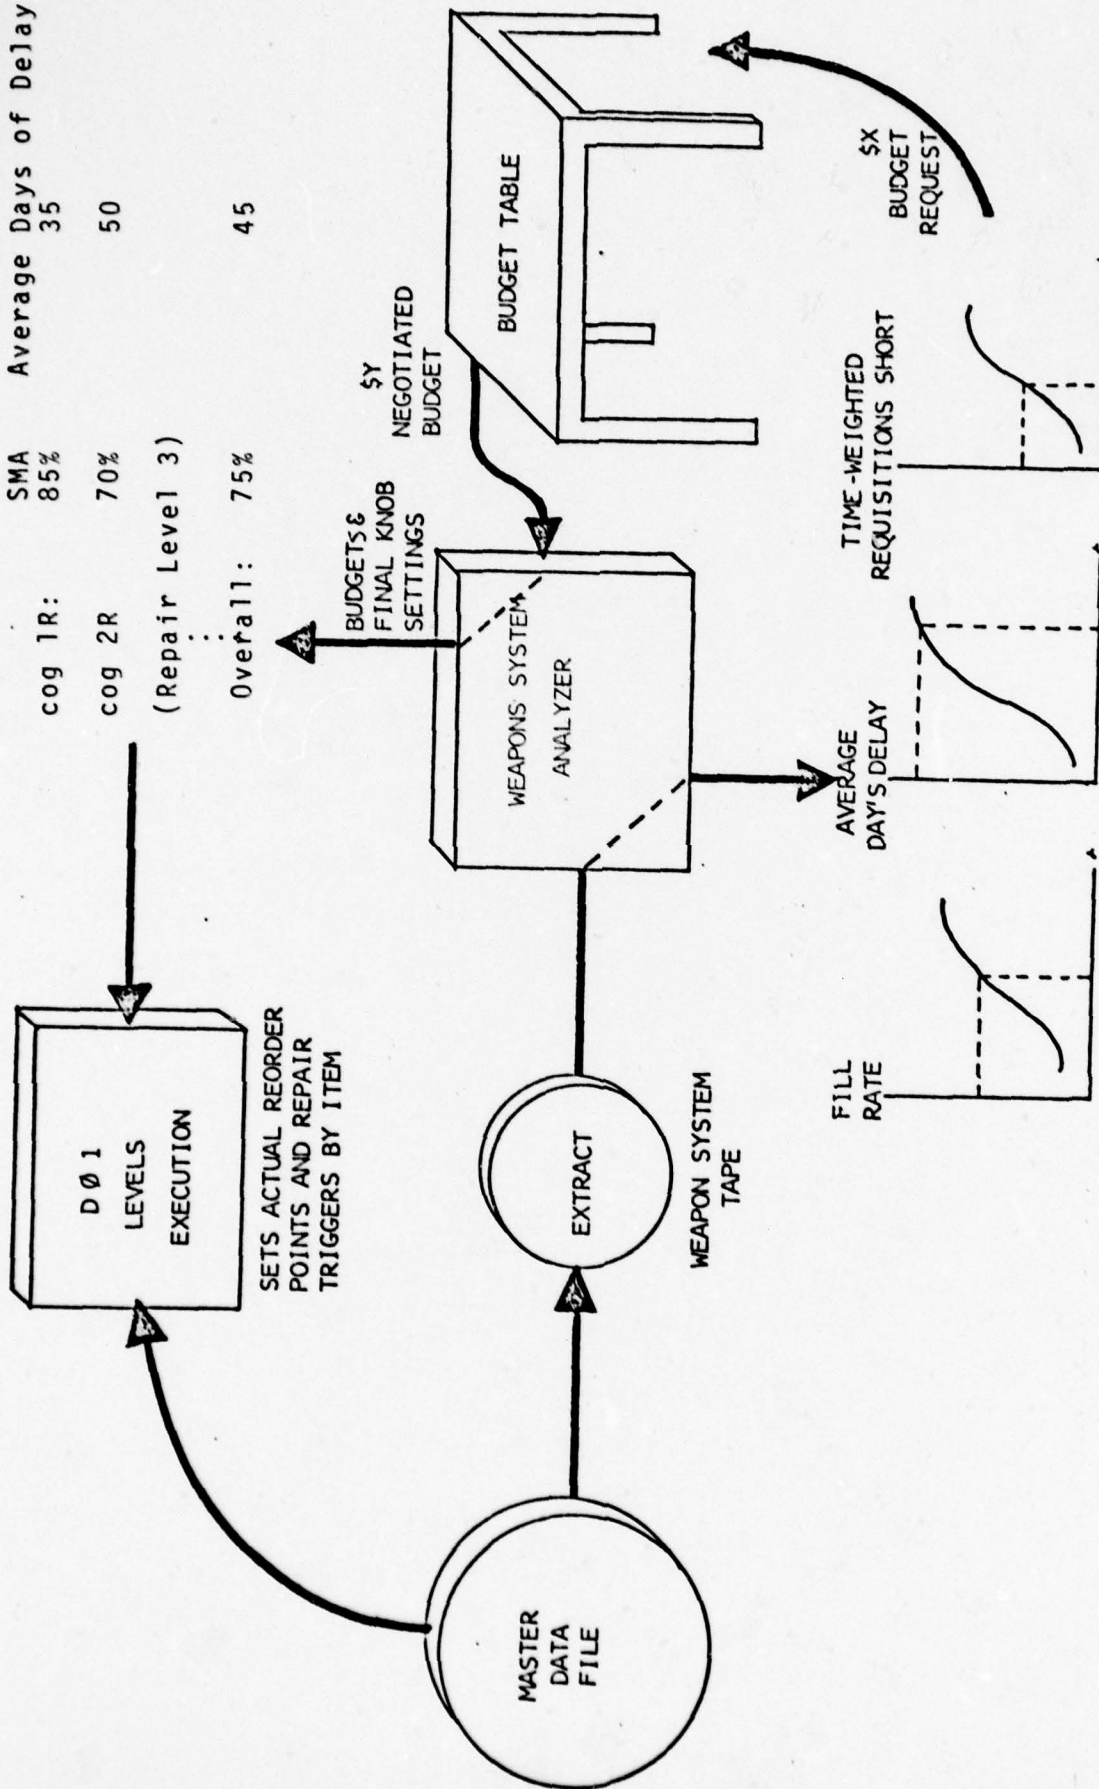 SMA Average Days of Delay
cog 1R: 85% 35
cog 2R 70% 50
(Repair Level 3)
Overall: 75% 45
DØ1
LEVELS
EXECUTION
SETS ACTUAL REORDER
POINTS AND REPAIR
TRIGGERS BY ITEM
BUDGETS &
FINAL KNOB
SETTINGS
$Y
NEGOTIATED
BUDGET
MASTER
DATA
FILE
EXTRACT
WEAPON SYSTEM
TAPE
WEAPONS SYSTEM
ANALYZER
BUDGET TABLE
FILL
RATE
AVERAGE
DAY'S DELAY
TIME-WEIGHTED
REQUISITIONS SHORT
$X
BUDGET
REQUEST